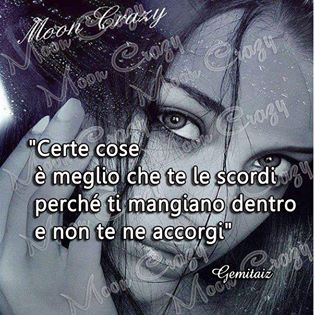 Moon Crazy
"Certe cose
è meglio che te le scordi
perché ti mangiano dentro
e non te ne accorgi"
Gemitaiz